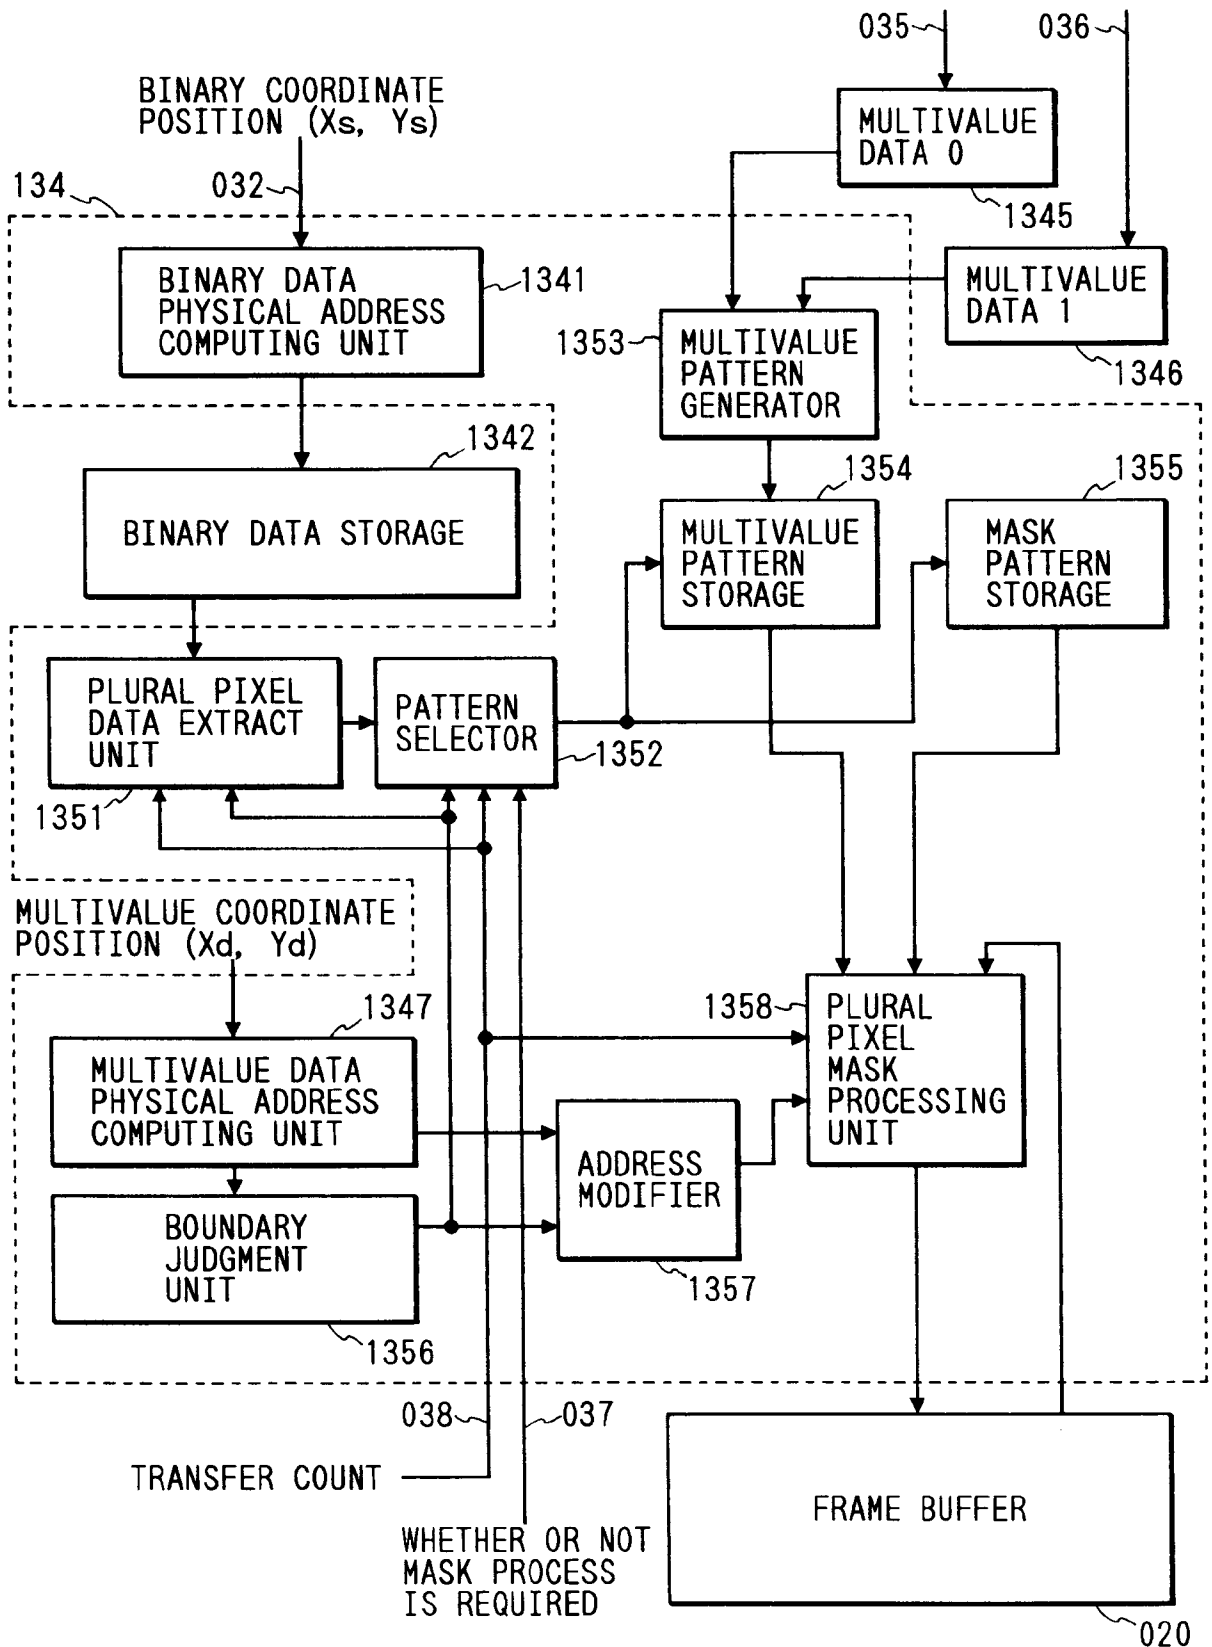 035
036
BINARY COORDINATE
POSITION (Xs, Ys)
MULTIVALUE
DATA 0
134
032
1345
BINARY DATA
PHYSICAL ADDRESS
COMPUTING UNIT
1341
MULTIVALUE
DATA 1
1353
MULTIVALUE
PATTERN
GENERATOR
1346
1342
1354
1355
BINARY DATA STORAGE
MULTIVALUE
PATTERN
STORAGE
MASK
PATTERN
STORAGE
PLURAL PIXEL
DATA EXTRACT
UNIT
PATTERN
SELECTOR
1352
1351
MULTIVALUE COORDINATE
POSITION (Xd, Yd)
1347
1358
PLURAL
PIXEL
MASK
PROCESSING
UNIT
MULTIVALUE DATA
PHYSICAL ADDRESS
COMPUTING UNIT
ADDRESS
MODIFIER
BOUNDARY
JUDGMENT
UNIT
1357
1356
038
037
TRANSFER COUNT
FRAME BUFFER
WHETHER OR NOT
MASK PROCESS
IS REQUIRED
020